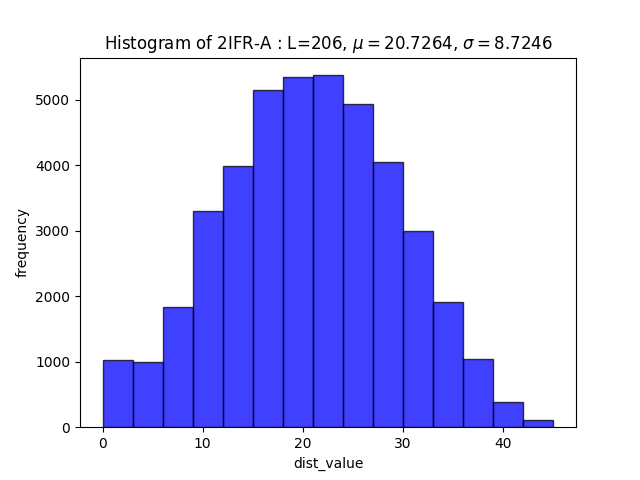 Histogram of 2IFR-A : L=206, μ = 20.7264, σ = 8.7246
5000
4000
3000
2000
1000
0
frequency
0 10 20 30 40
dist_value